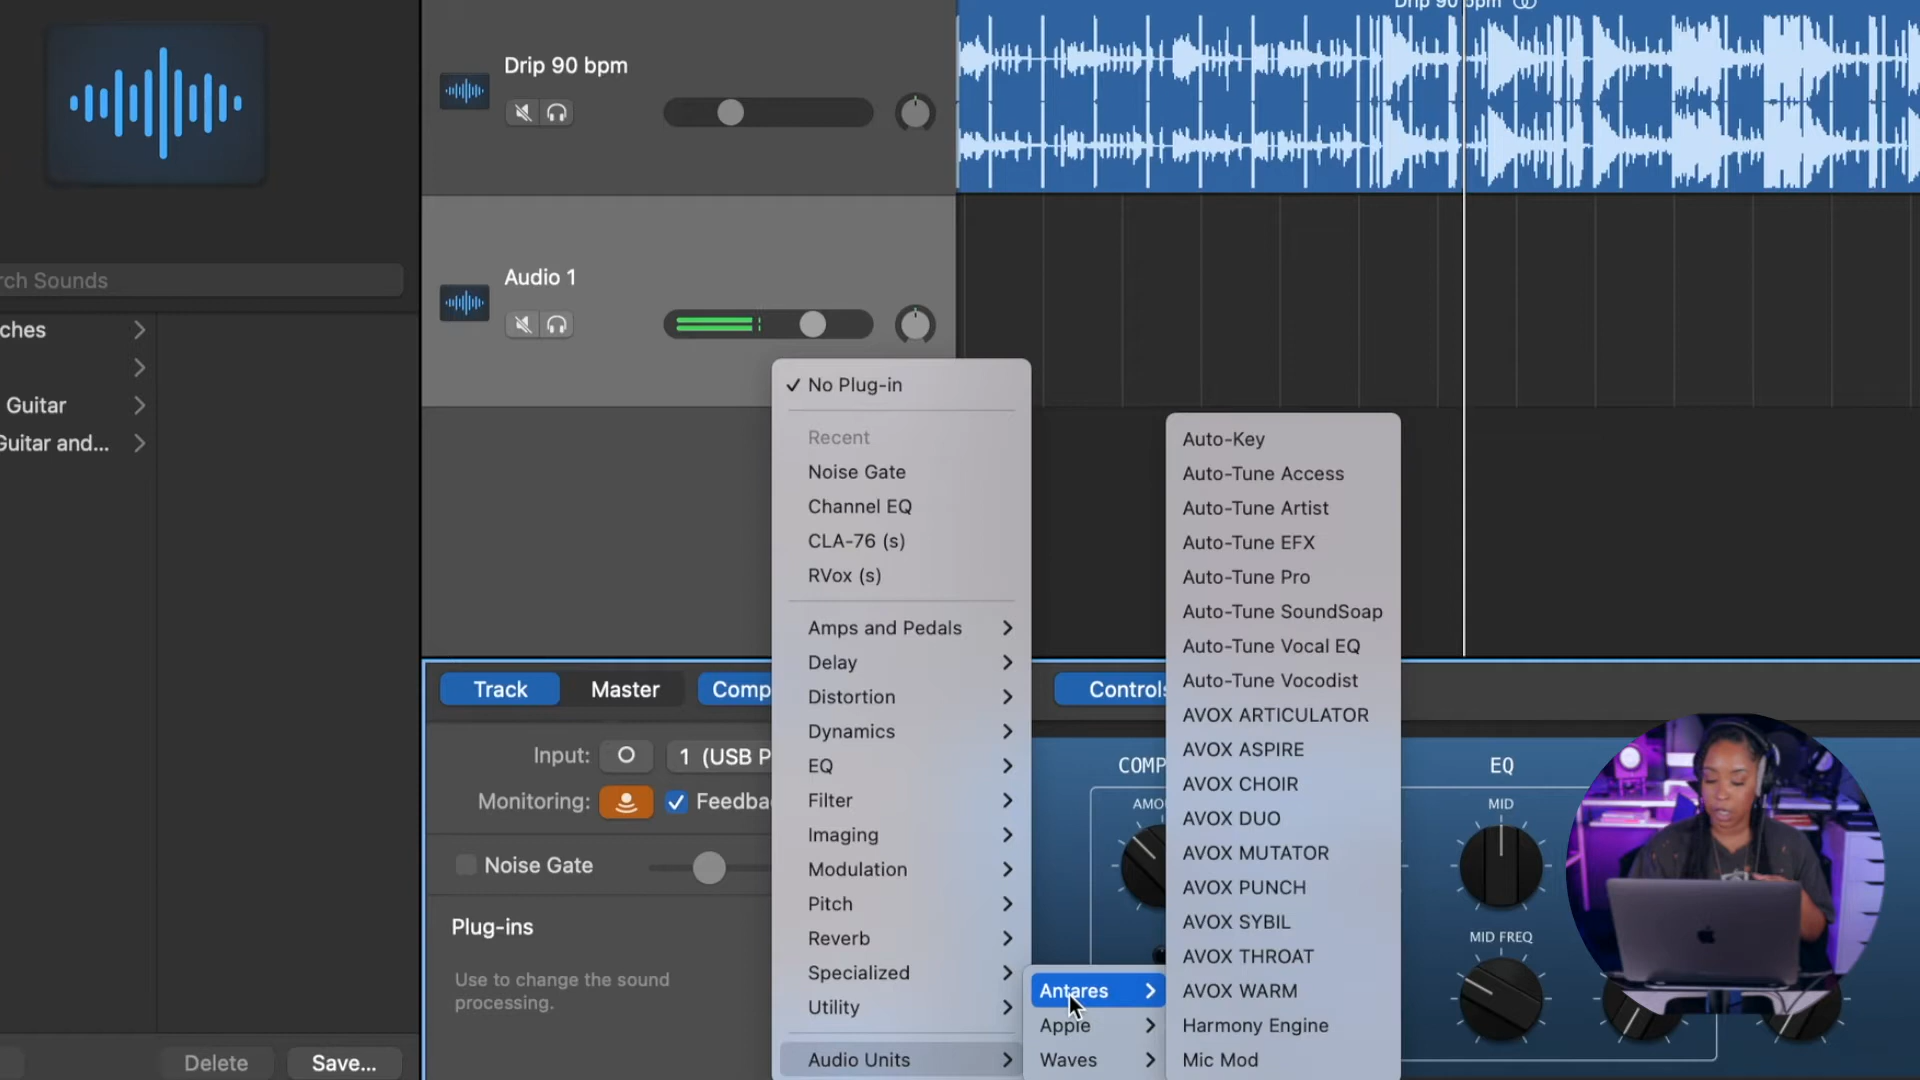 Drip 90 bpm
Drip 90 bpm
rch Sounds
ches
Guitar
Guitar and...
Audio 1
No Plug-in
Recent
Noise Gate
Channel EQ
CLA-76 (s)
RVox (s)
Amps and Pedals
Delay
Distortion
Dynamics
EQ
Filter
Imaging
Modulation
Pitch
Reverb
Specialized
Utility
Audio Units
Antares
Apple
Waves
Auto-Key
Auto-Tune Access
Auto-Tune Artist
Auto-Tune EFX
Auto-Tune Pro
Auto-Tune SoundSoap
Auto-Tune Vocal EQ
Auto-Tune Vocodist
AVOX ARTICULATOR
AVOX ASPIRE
AVOX CHOIR
AVOX DUO
AVOX MUTATOR
AVOX PUNCH
AVOX SYBIL
AVOX THROAT
AVOX WARM
Harmony Engine
Mic Mod
Track Master Comp Controls
Input: 1 (USB P
Monitoring: Feedba
Noise Gate
Plug-ins
Use to change the sound
processing.
COMP
AMOU
EQ
MID
MID FREQ
Delete Save...